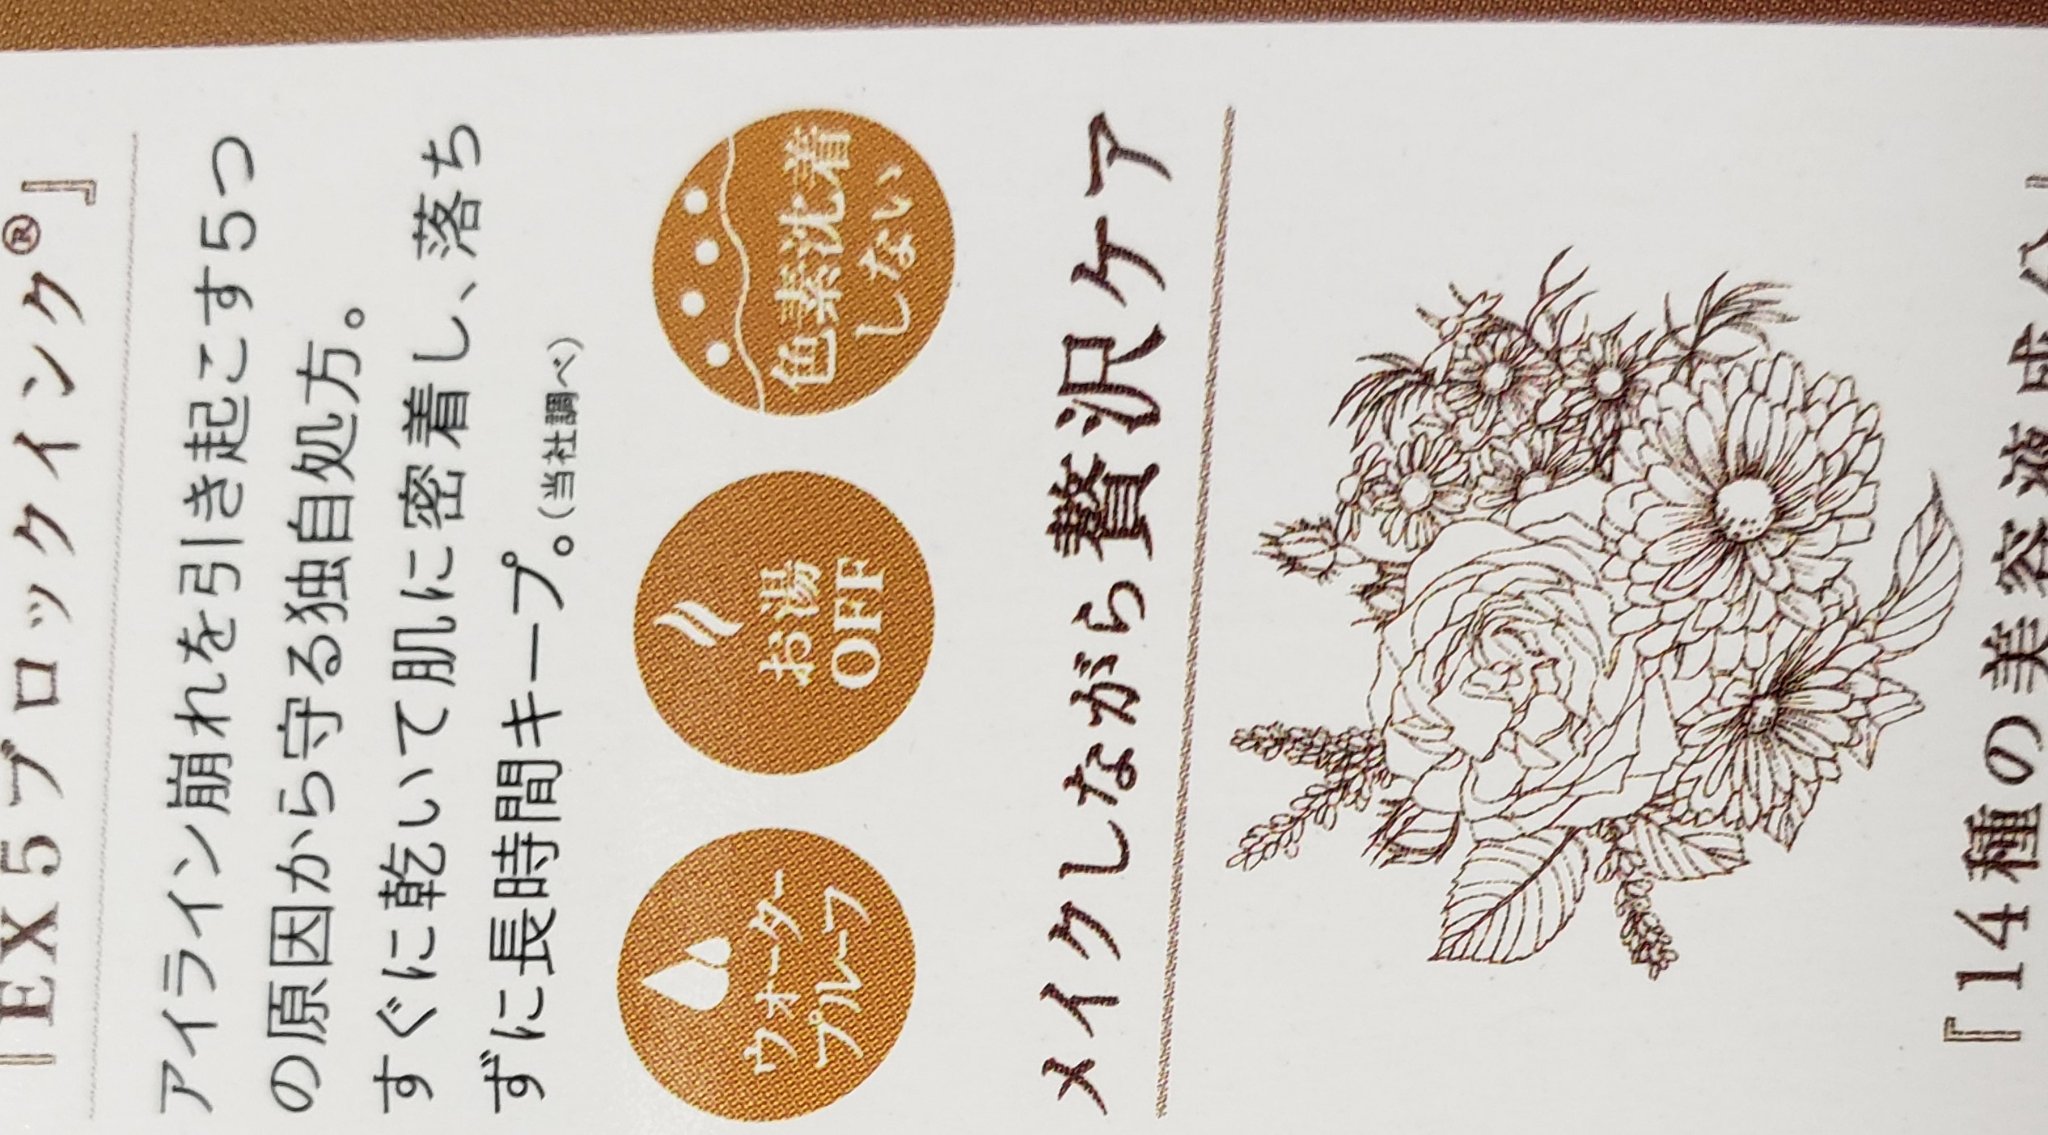 『EX5ブロックインク®』
アイライン崩れを引き起こす5つ
の原因から守る独自処方。
すぐに乾いて肌に密着し、落ち
ずに長時間キープ。(当社調べ)
ウォーター
プルーフ
お湯
OFF
色素沈着
しない
メイクしながら贅沢ケア
『14種の美容液成分』